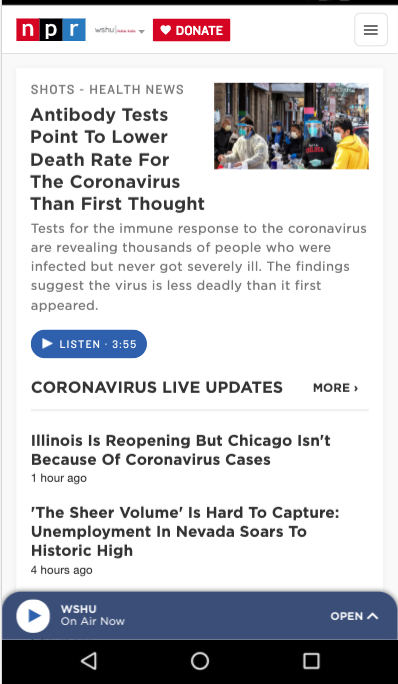 npr
wshu
DONATE
SHOTS - HEALTH NEWS
Antibody Tests
Point To Lower
Death Rate For
The Coronavirus
Than First Thought
Tests for the immune response to the coronavirus
are revealing thousands of people who were
infected but never got severely ill. The findings
suggest the virus is less deadly than it first
appeared.
LISTEN · 3:55
CORONAVIRUS LIVE UPDATES
MORE ›
Illinois Is Reopening But Chicago Isn't
Because Of Coronavirus Cases
1 hour ago
'The Sheer Volume' Is Hard To Capture:
Unemployment In Nevada Soars To
Historic High
4 hours ago
WSHU
On Air Now
OPEN